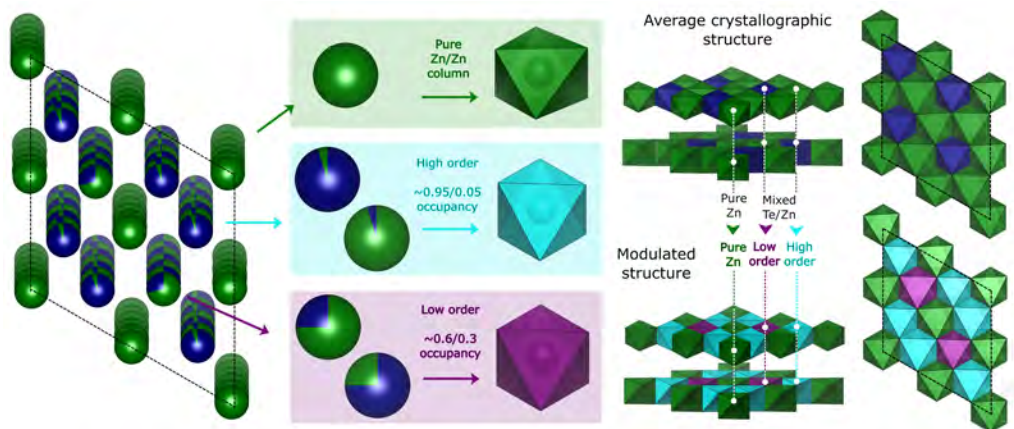 Pure
Zn/Zn
column
High order
~0.95/0.05
occupancy
Low order
~0.6/0.3
occupancy
Average crystallographic
structure
Pure
Zn
Mixed
Te/Zn
Modulated
structure
Pure
Zn
Low
order
High
order